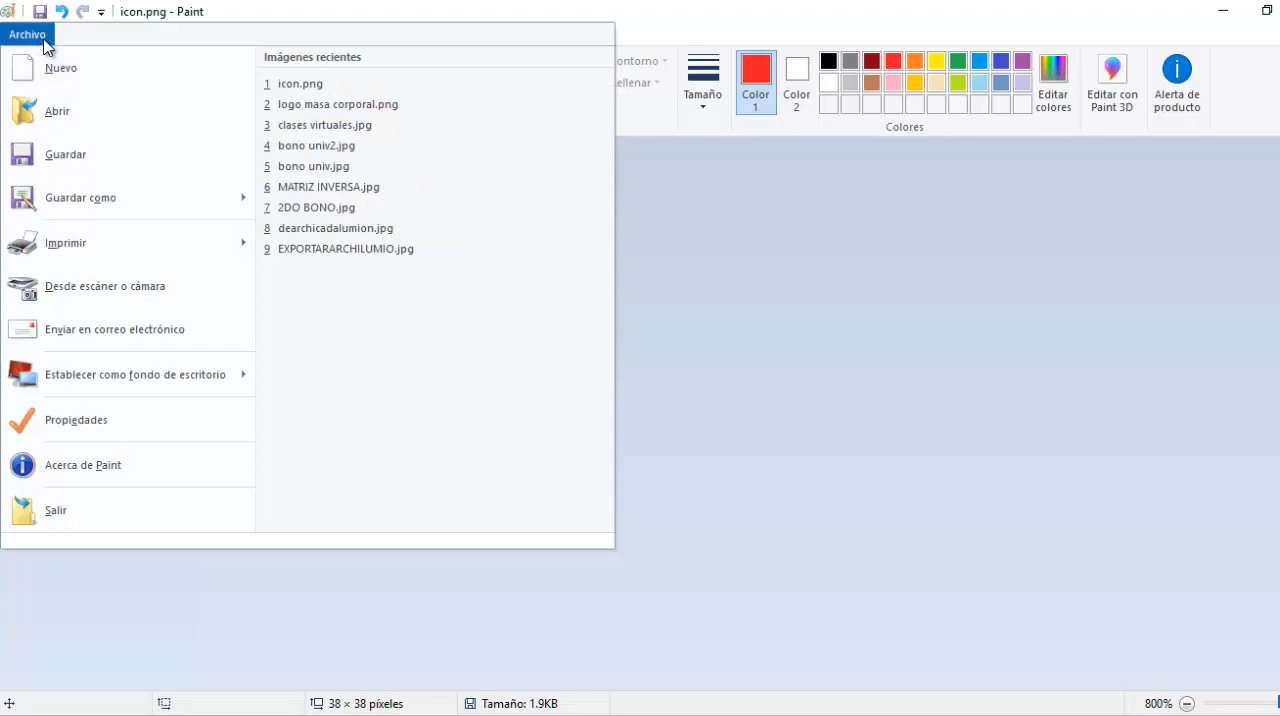 icon.png - Paint
Archivo
Nuevo
Abrir
Guardar
Guardar como
Imprimir
Desde escáner o cámara
Enviar en correo electrónico
Establecer como fondo de escritorio
Propiedades
Acerca de Paint
Salir
Imágenes recientes
1 icon.png
2 logo masa corporal.png
3 clases virtuales.jpg
4 bono univ2.jpg
5 bono univ.jpg
6 MATRIZ INVERSA.jpg
7 2DO BONO.jpg
8 dearchicadalumion.jpg
9 EXPORTARARCHILUMIO.jpg
ontorno
ellenar
Tamaño
Color 1
Color 2
Editar colores
Editar con Paint 3D
Alerta de producto
Colores
38 × 38 píxeles
Tamaño: 1.9KB
800%